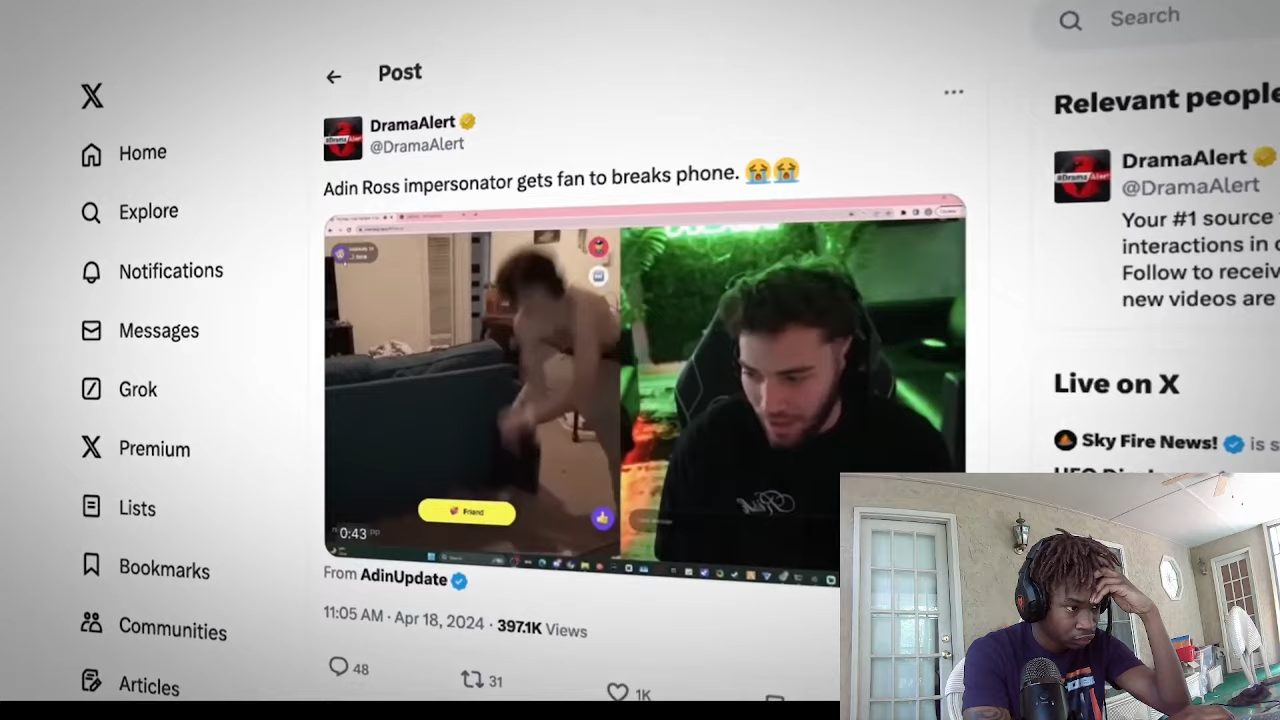 Search
Post
DramaAlert
@DramaAlert
Adin Ross impersonator gets fan to breaks phone. 😭😭
Home
Explore
Notifications
Messages
Grok
Premium
Lists
Bookmarks
Communities
Articles
Friend
0:43
From AdinUpdate
11:05 AM · Apr 18, 2024 · 397.1K Views
48
31
1K
Relevant people
DramaAlert
@DramaAlert
Your #1 source
interactions in
Follow to receiv
new videos are
Live on X
Sky Fire News! is s